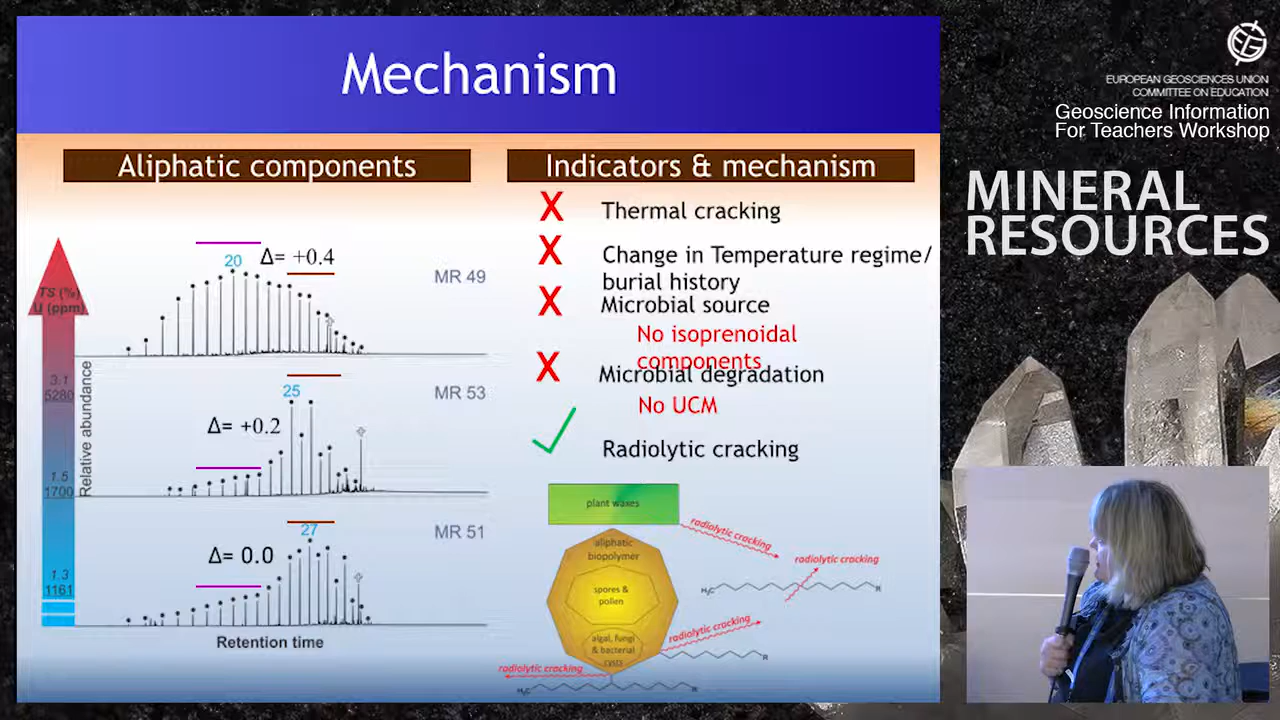 Mechanism
Aliphatic components
Δ= +0.4
20
MR 49
TS (%)
U (ppm)
3.1
5280
25
MR 53
Δ= +0.2
1.5
1700
Relative abundance
27
MR 51
Δ= 0.0
1.3
1161
Retention time
Indicators & mechanism
X Thermal cracking
X Change in Temperature regime/
burial history
X Microbial source
No isoprenoidal
components
X Microbial degradation
No UCM
Radiolytic cracking
plant waxes
radiolytic cracking
radiolytic cracking
aliphatic
biopolymer
H₃C
R
spores &
pollen
radiolytic cracking
algal, fungi
& bacterial
cysts
R
radiolytic cracking
H₃C
R
EUROPEAN GEOSCIENCES UNION
COMMITTEE ON EDUCATION
Geoscience Information
For Teachers Workshop
MINERAL
RESOURCES